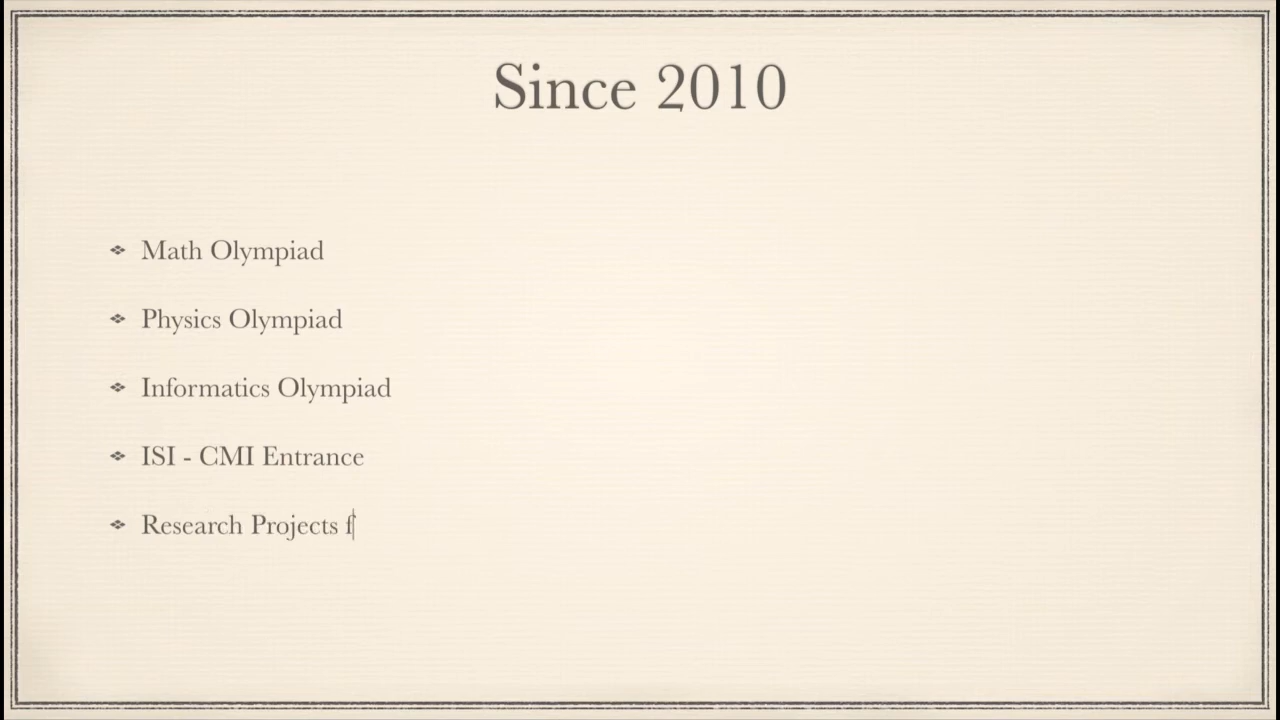 Since 2010
Math Olympiad
Physics Olympiad
Informatics Olympiad
ISI - CMI Entrance
Research Projects f